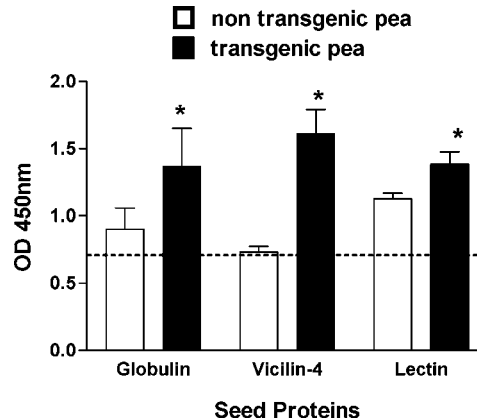 non transgenic pea
transgenic pea
OD 450nm
2.0
1.5
1.0
0.5
0.0
* * *
Globulin Vicilin-4 Lectin
Seed Proteins